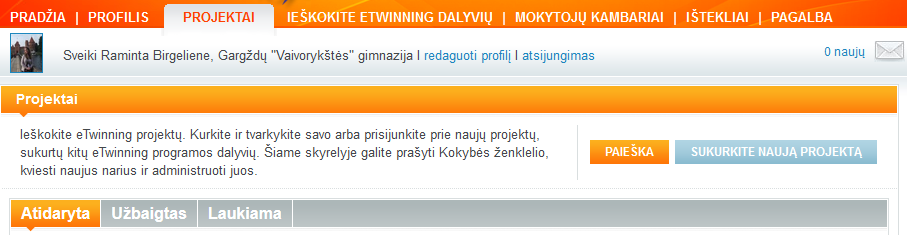 PRADŽIA | PROFILIS PROJEKTAI IEŠKOKITE ETWINNING DALYVIŲ | MOKYTOJŲ KAMBARIAI | IŠTEKLIAI | PAGALBA
Sveiki Raminta Birgeliene, Gargždų "Vaivorykštės" gimnazija I redaguoti profilį I atsijungimas
0 naujų
Projektai
Ieškokite eTwinning projektų. Kurkite ir tvarkykite savo arba prisijunkite prie naujų projektų,
sukurtų kitų eTwinning programos dalyvių. Šiame skyrelyje galite prašyti Kokybės ženklelio,
kviesti naujus narius ir administruoti juos.
PAIEŠKA SUKURKITE NAUJĄ PROJEKTĄ
Atidaryta Užbaigtas Laukiama